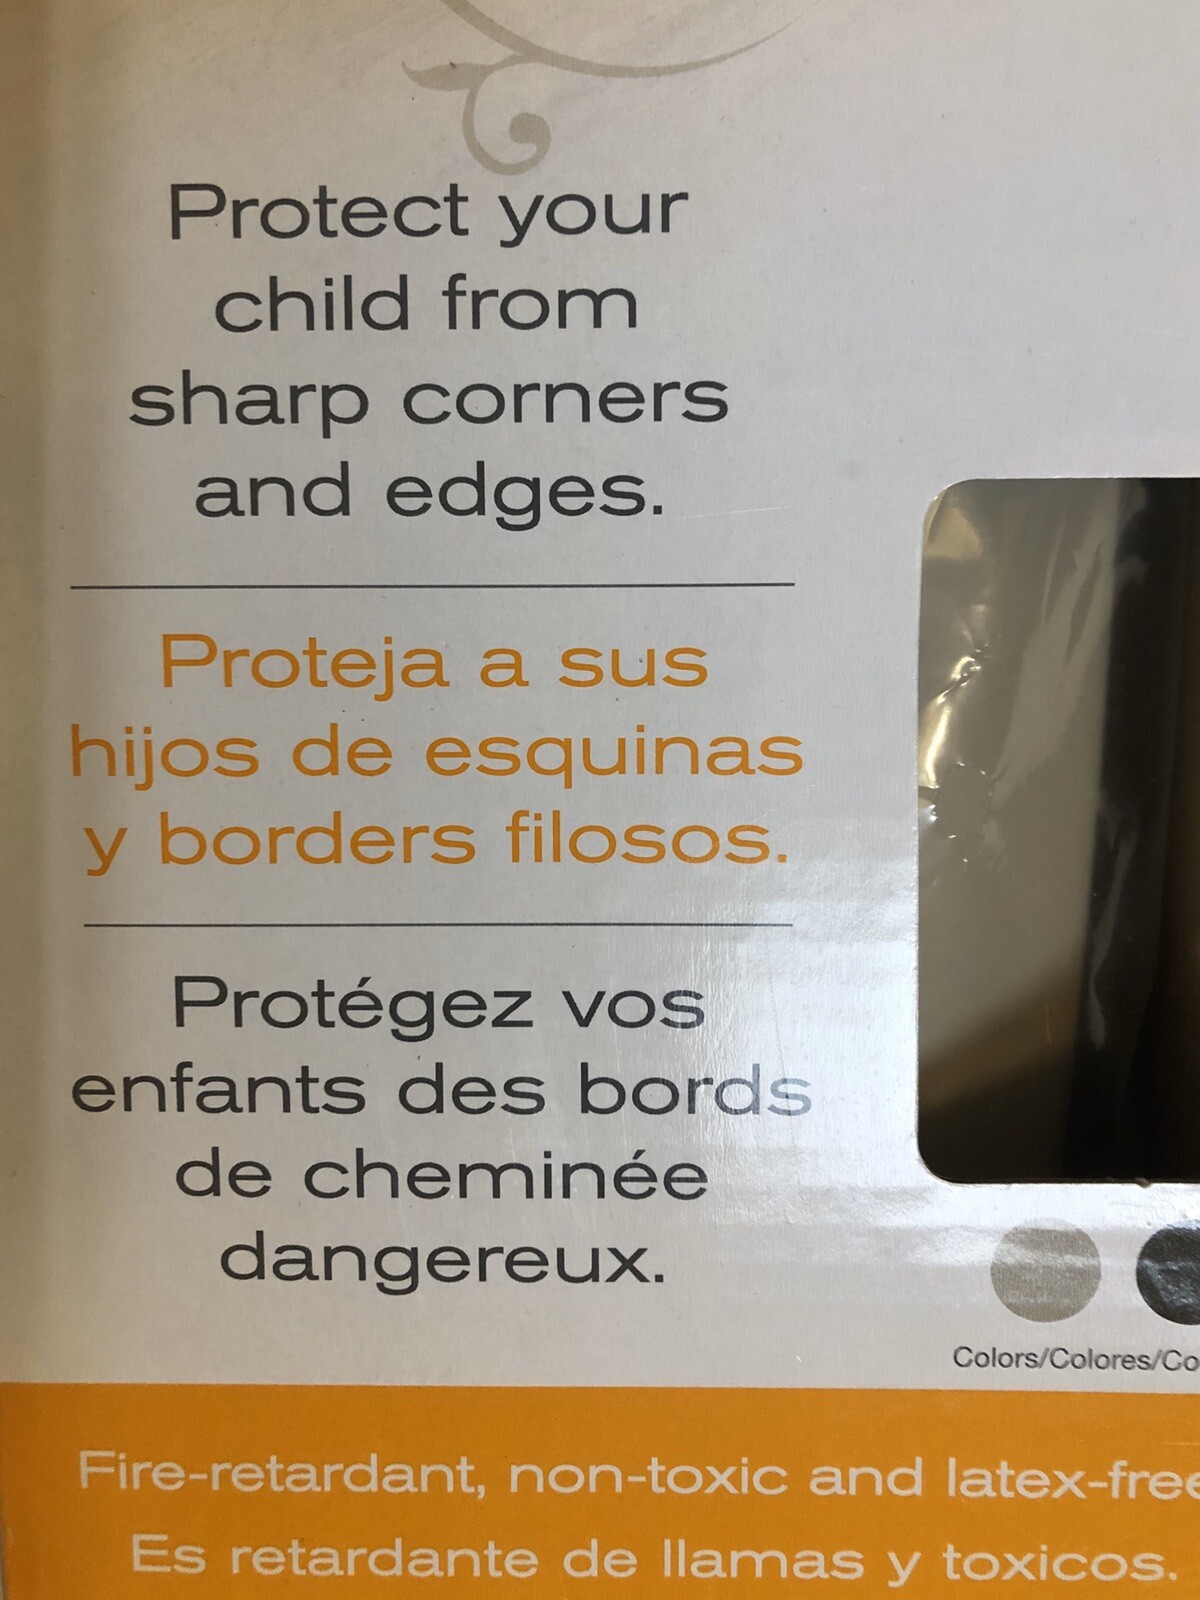 Protect your
child from
sharp corners
and edges.
Proteja a sus
hijos de esquinas
y borders filosos.
Protégez vos
enfants des bords
de cheminée
dangereux.
Colors/Colores/Co
Fire-retardant, non-toxic and latex-free
Es retardante de llamas y toxicos.